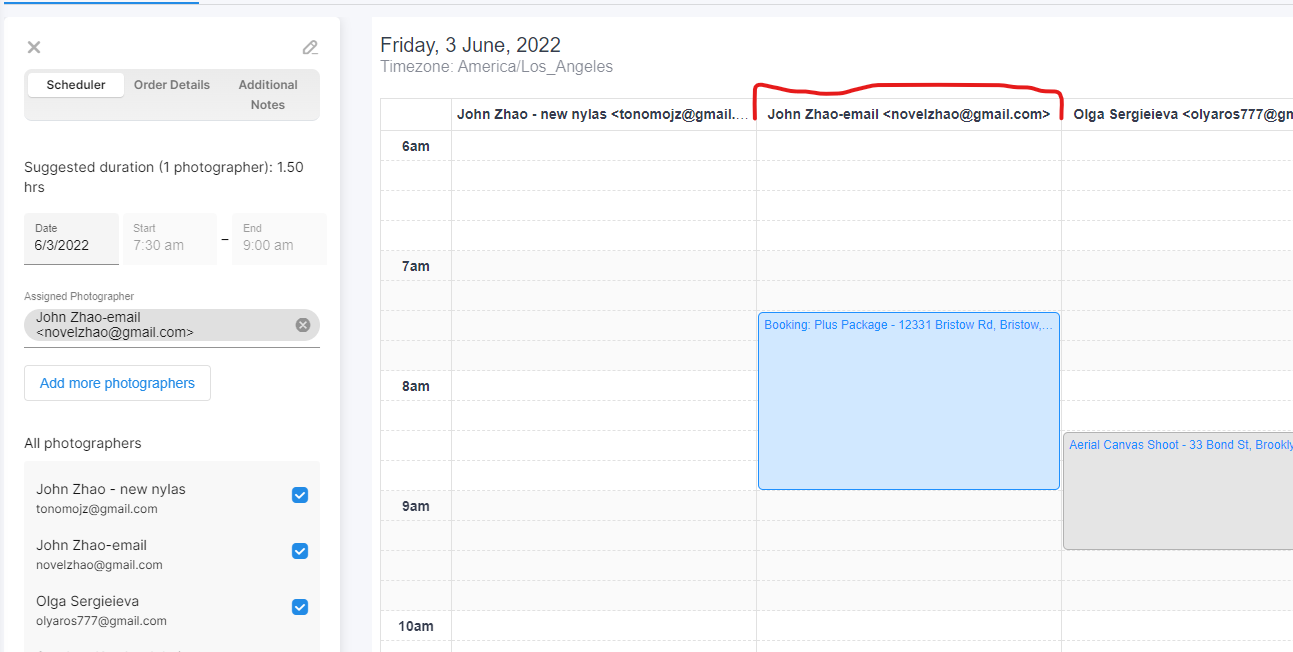 Scheduler
Order Details
Additional
Notes
Suggested duration (1 photographer): 1.50
hrs
Date
6/3/2022
Start
7:30 am
–
End
9:00 am
Assigned Photographer
John Zhao-email
<novelzhao@gmail.com>
Add more photographers
All photographers
John Zhao - new nylas
tonomojz@gmail.com
John Zhao-email
novelzhao@gmail.com
Olga Sergieieva
olyaros777@gmail.com
Friday, 3 June, 2022
Timezone: America/Los_Angeles
John Zhao - new nylas <tonomojz@gmail.…
John Zhao-email <novelzhao@gmail.com>
Olga Sergieieva <olyaros777@gm
6am
7am
Booking: Plus Package - 12331 Bristow Rd, Bristow,…
8am
Aerial Canvas Shoot - 33 Bond St, Brookly
9am
10am